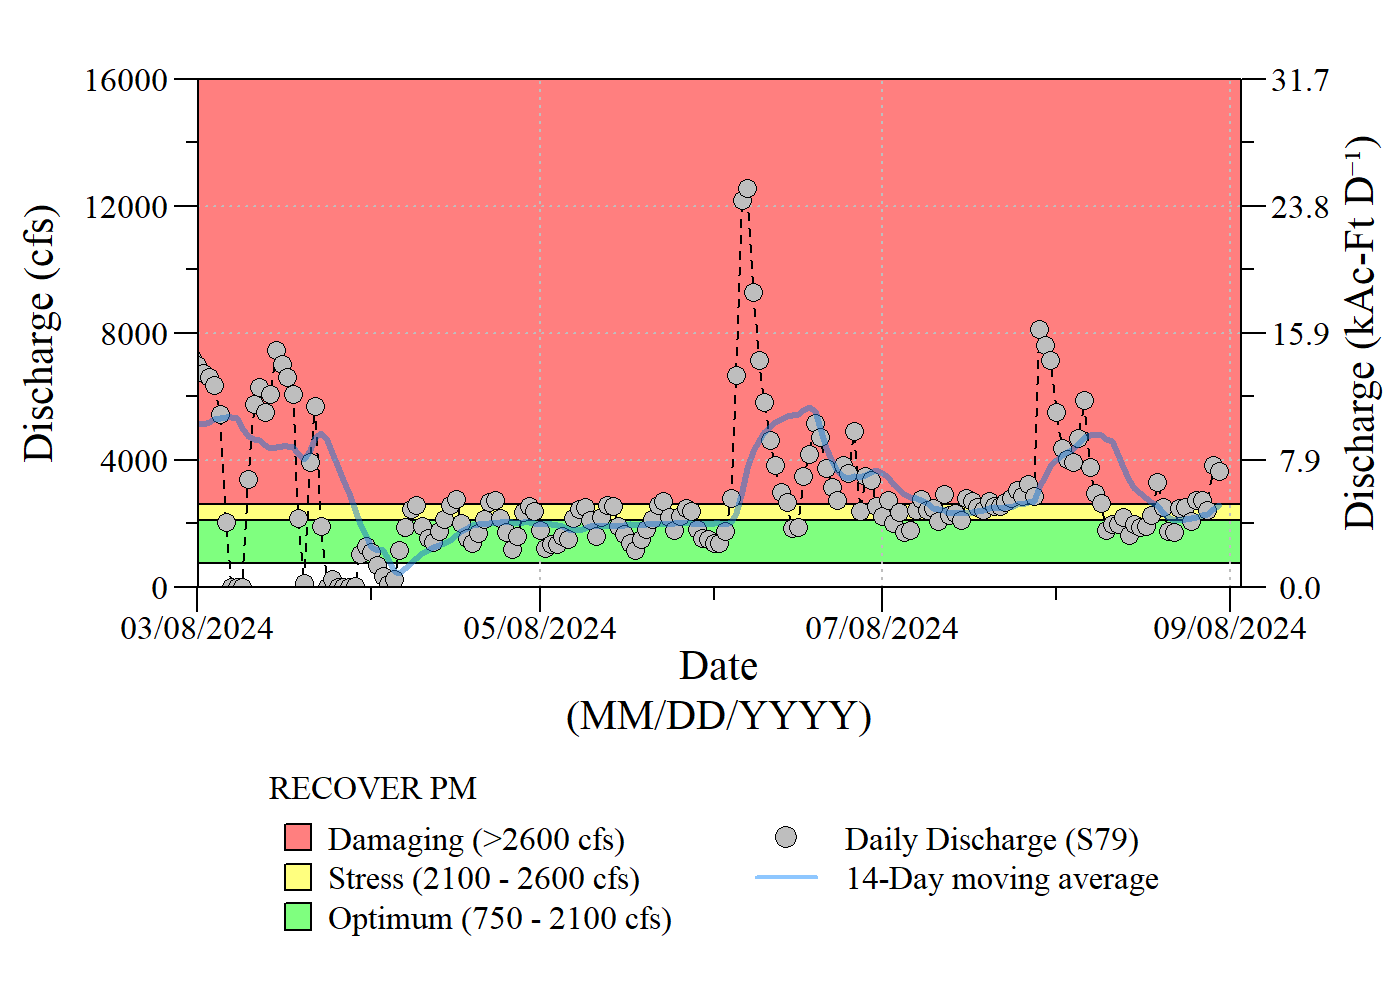 16000
12000
8000
4000
0
31.7
23.8
15.9
7.9
0.0
Discharge (cfs)
Discharge (kAc-Ft D⁻¹)
03/08/2024
05/08/2024
07/08/2024
09/08/2024
Date
(MM/DD/YYYY)
RECOVER PM
Damaging (>2600 cfs)
Stress (2100 - 2600 cfs)
Optimum (750 - 2100 cfs)
Daily Discharge (S79)
14-Day moving average